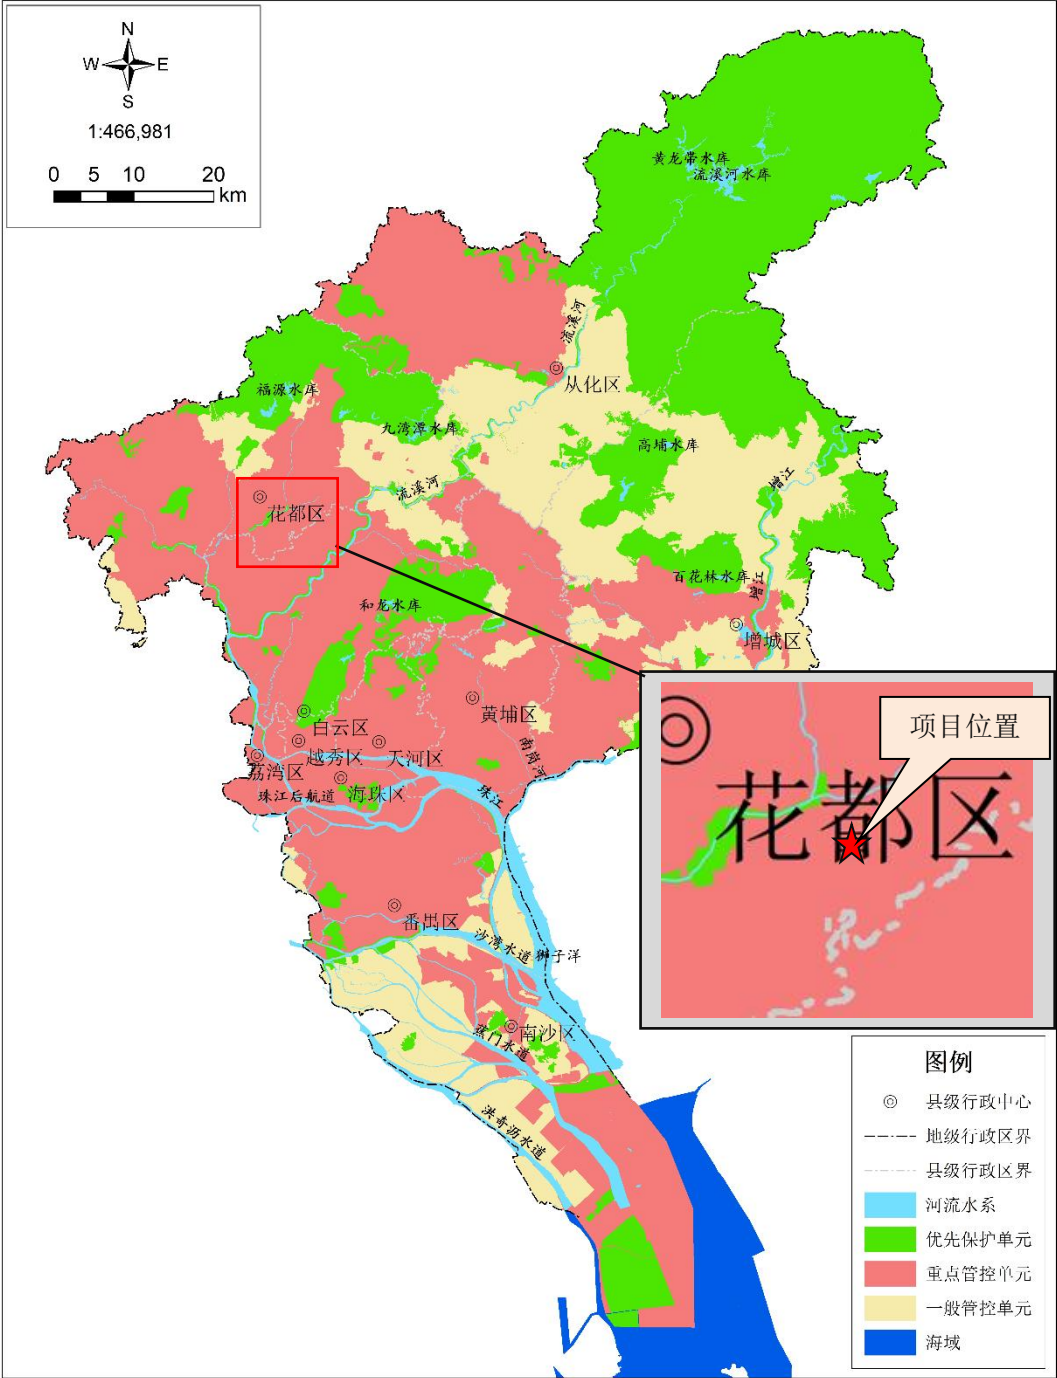 N
W E
S
1:466,981
0 5 10 20
km
黄龙带水库
流溪河水库
流溪河
从化区
福源水库
九湾潭水库
高埔水库
流溪河
增江
花都区
百花林水库
增江
和龙水库
增城区
黄埔区
白云区
南岗河
越秀区
天河区
荔湾区
珠江后航道
海珠区
珠江
项目位置
花都区
番禺区
沙湾水道
狮子洋
南沙区
蕉门水道
洪奇沥水道
图例
县级行政中心
地级行政区界
县级行政区界
河流水系
优先保护单元
重点管控单元
一般管控单元
海域